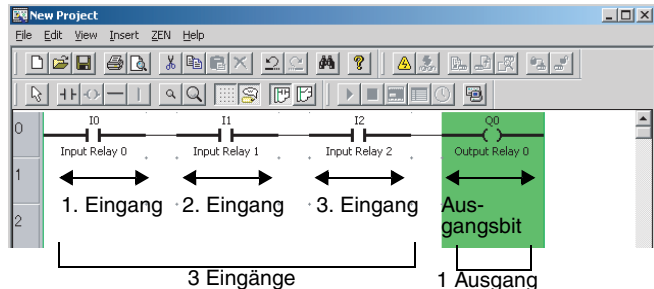 New Project
File Edit View Insert ZEN Help
0 I0 I1 I2 Q0
Input Relay 0 Input Relay 1 Input Relay 2 Output Relay 0
1
1. Eingang 2. Eingang 3. Eingang Aus-
2 gangsbit
3 Eingänge 1 Ausgang